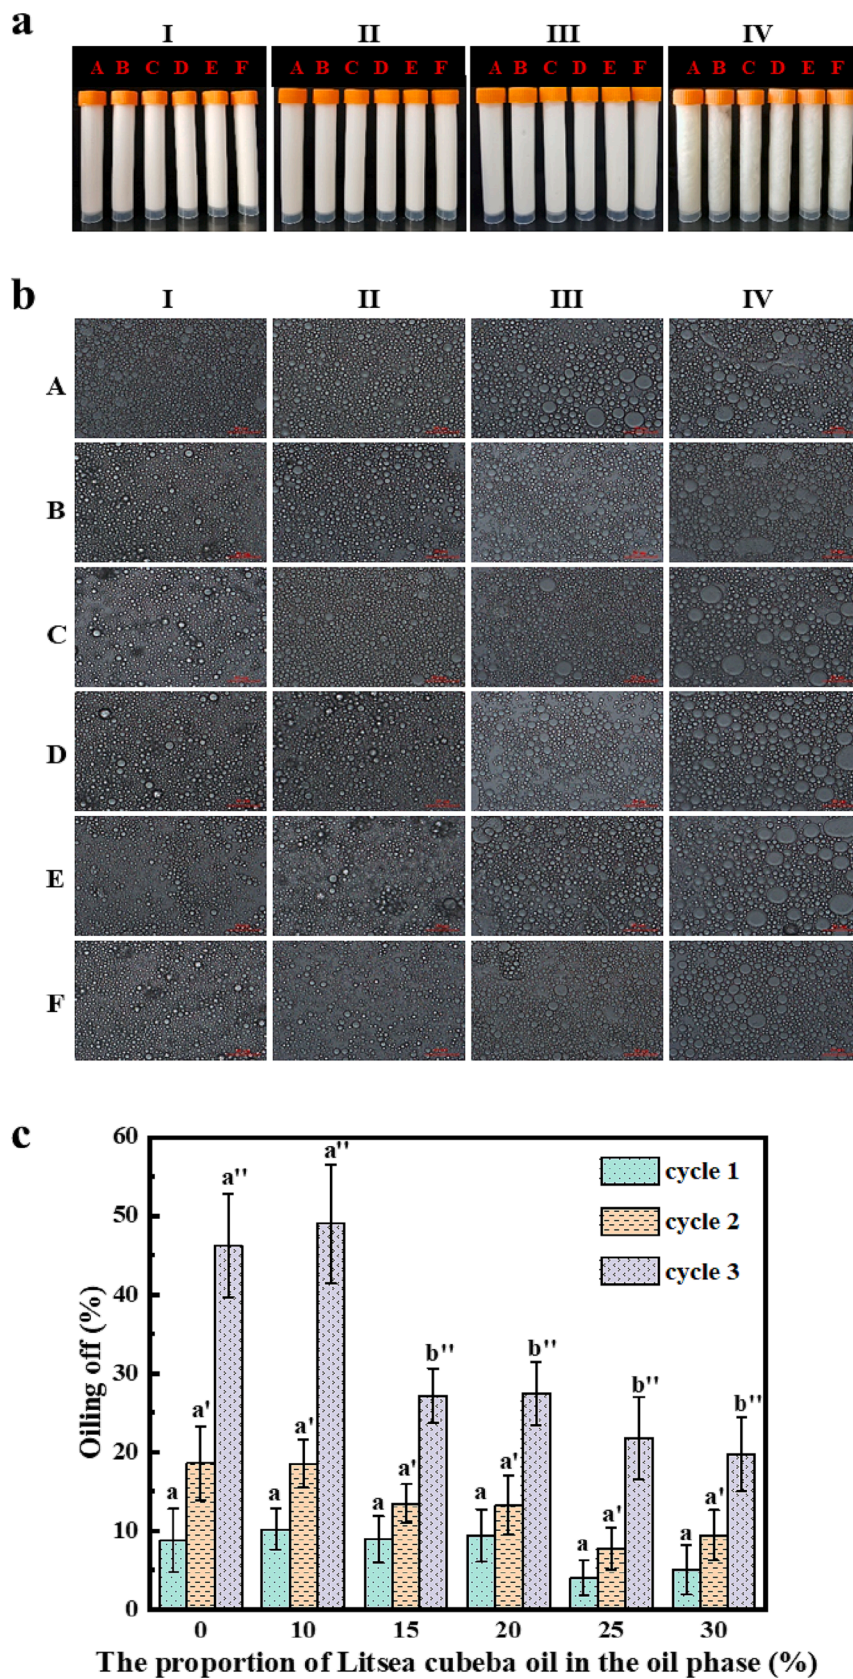 a
I II III IV
A B C D E F A B C D E F A B C D E F A B C D E F
b
I II III IV
A
B
C
D
E
F
c
60
50
40
30
20
10
0
Oiling off (%)
cycle 1
cycle 2
cycle 3
a a' a''
a a' a''
a a' b''
a a' b''
a a' b''
a a' b''
0 10 15 20 25 30
The proportion of Litsea cubeba oil in the oil phase (%)